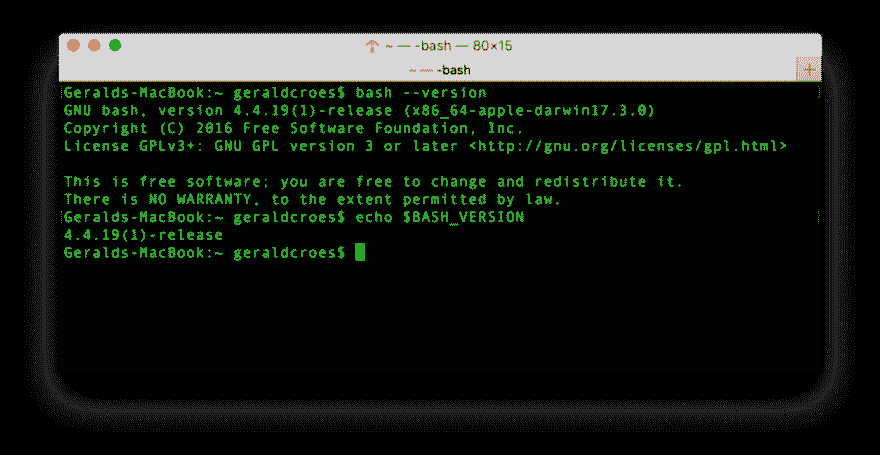 ~ — -bash — 80×15
~ — -bash
+
Geralds-MacBook:~ geraldcroes$ bash --version
GNU bash, version 4.4.19(1)-release (x86_64-apple-darwin17.3.0)
Copyright (C) 2016 Free Software Foundation, Inc.
License GPLv3+: GNU GPL version 3 or later <http://gnu.org/licenses/gpl.html>

This is free software; you are free to change and redistribute it.
There is NO WARRANTY, to the extent permitted by law.
Geralds-MacBook:~ geraldcroes$ echo $BASH_VERSION
4.4.19(1)-release
Geralds-MacBook:~ geraldcroes$